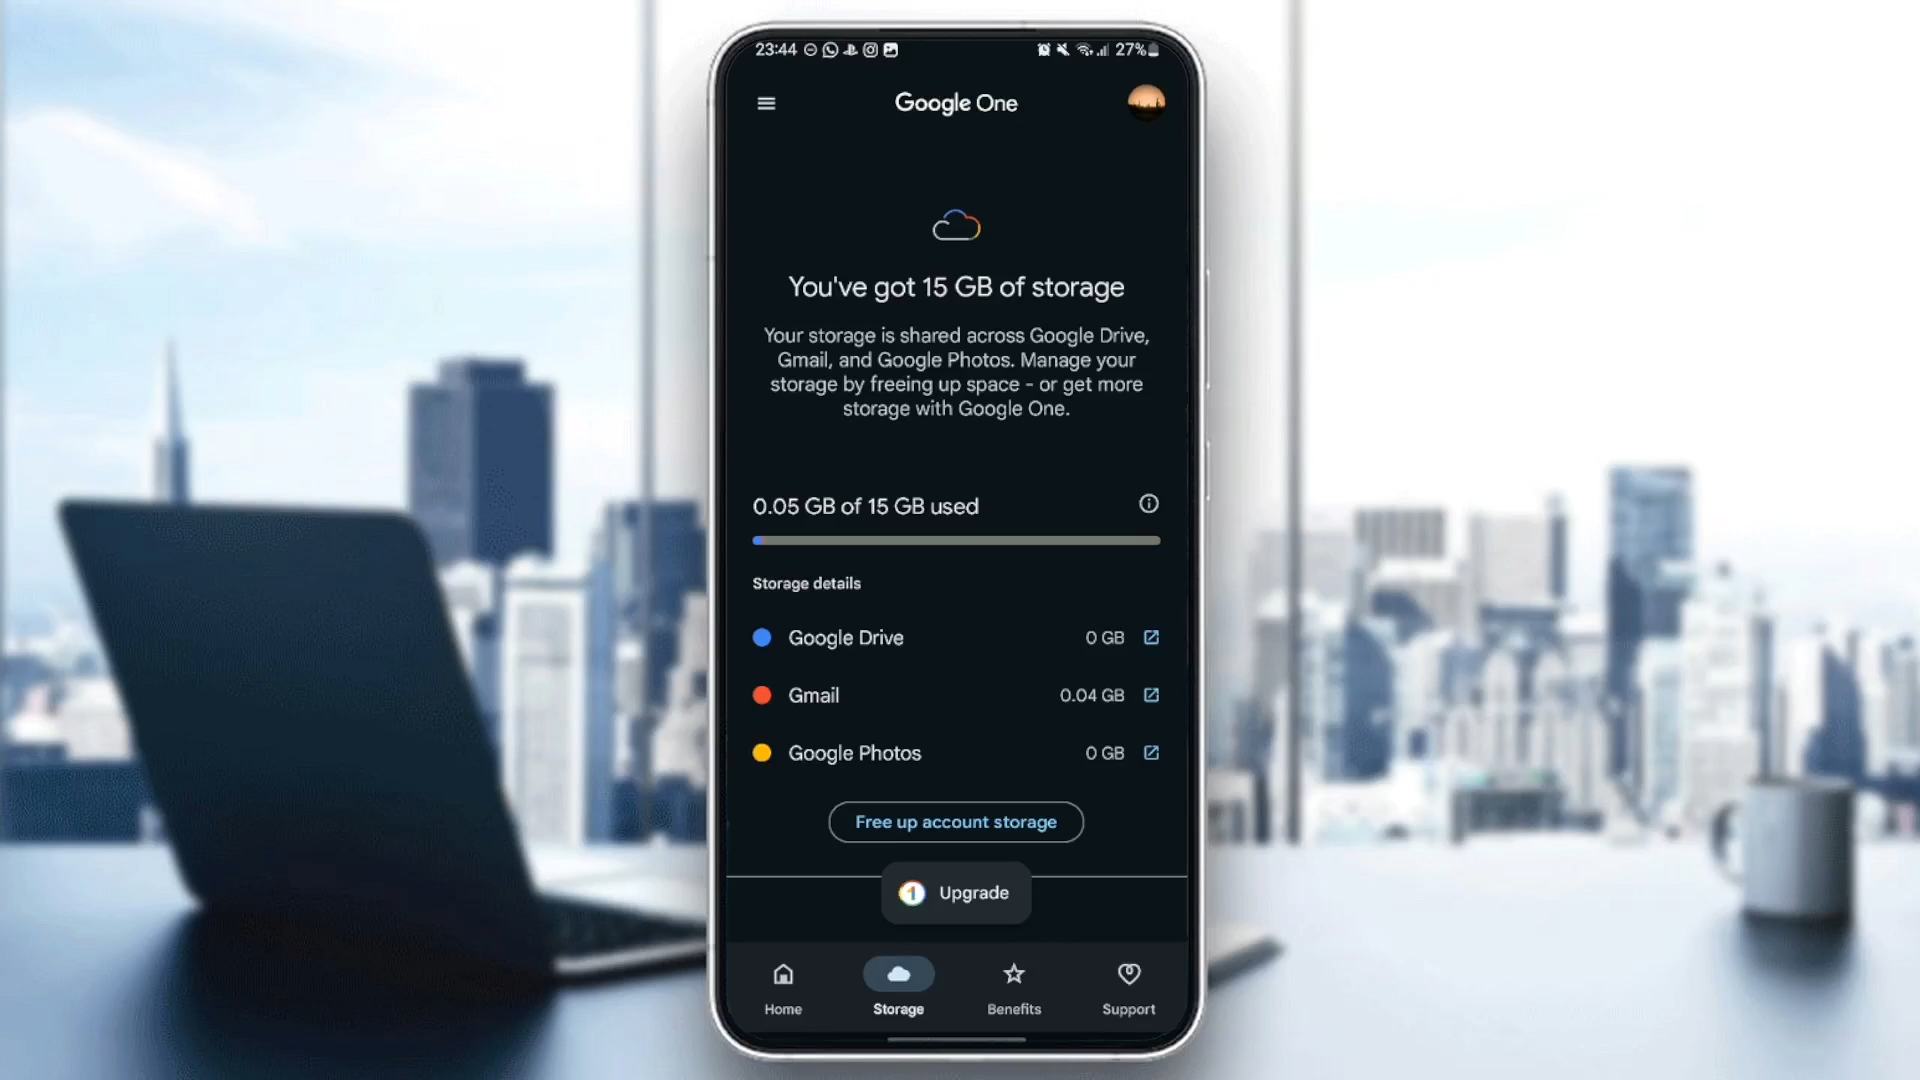 23:44
27%
Google One
You've got 15 GB of storage
Your storage is shared across Google Drive,
Gmail, and Google Photos. Manage your
storage by freeing up space - or get more
storage with Google One.
0.05 GB of 15 GB used
Storage details
Google Drive 0 GB
Gmail 0.04 GB
Google Photos 0 GB
Free up account storage
1 Upgrade
Home Storage Benefits Support